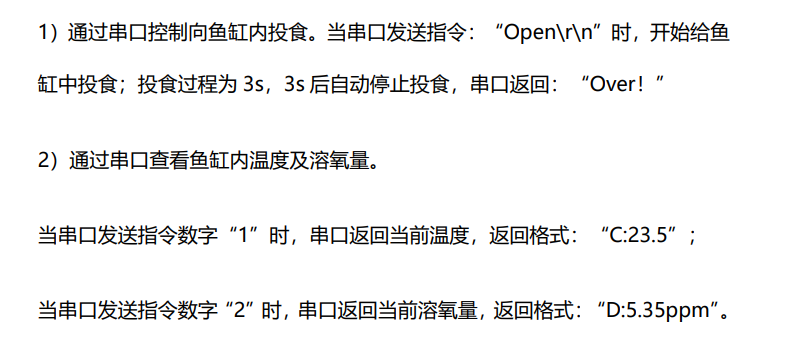 1）通过串口控制向鱼缸内投食。当串口发送指令：“Open\r\n”时，开始给鱼
缸中投食；投食过程为 3s，3s 后自动停止投食，串口返回：“Over！”
2）通过串口查看鱼缸内温度及溶氧量。
当串口发送指令数字“1”时，串口返回当前温度，返回格式：“C:23.5”；
当串口发送指令数字“2”时，串口返回当前溶氧量，返回格式：“D:5.35ppm”。